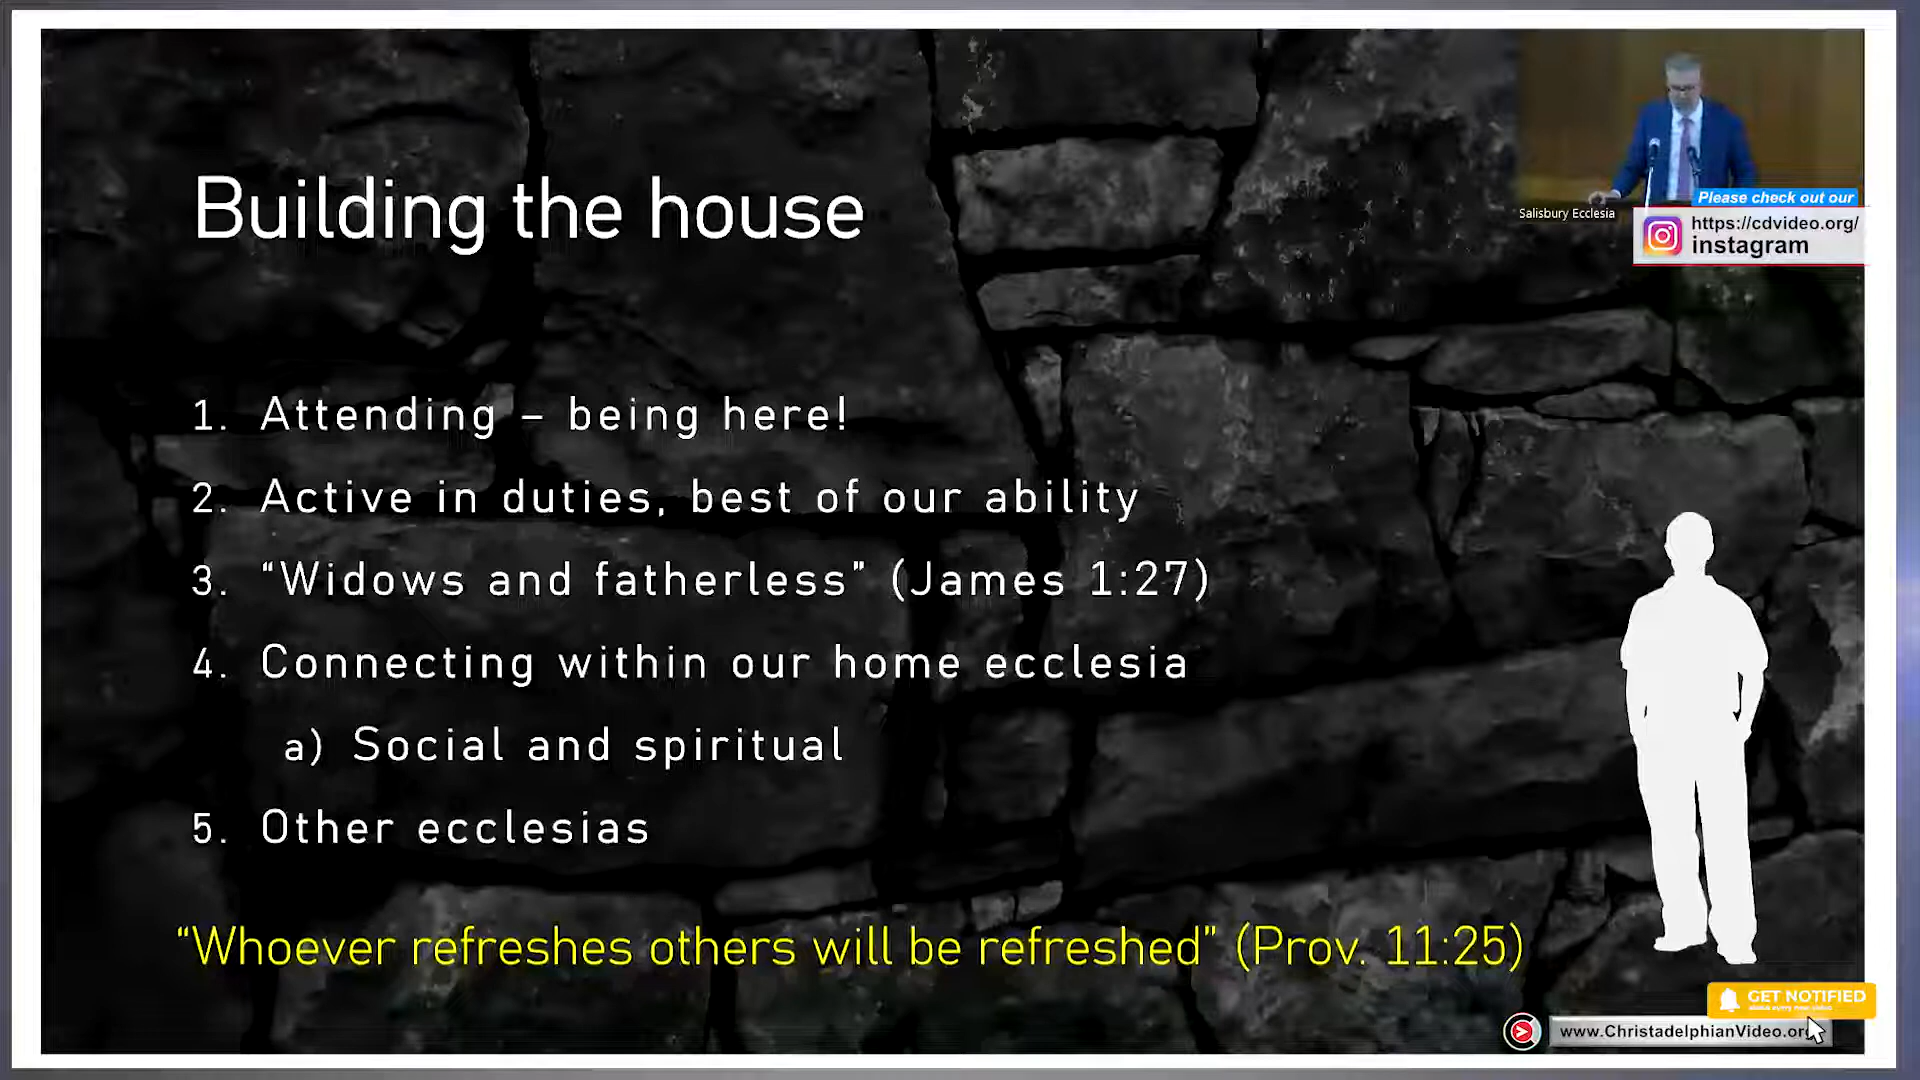 Building the house
1. Attending – being here!
2. Active in duties, best of our ability
3. “Widows and fatherless” (James 1:27)
4. Connecting within our home ecclesia
a) Social and spiritual
5. Other ecclesias
“Whoever refreshes others will be refreshed” (Prov. 11:25)
Salisbury Ecclesia
Please check out our
https://cdvideo.org/
instagram
GET NOTIFIED
www.ChristadelphianVideo.org